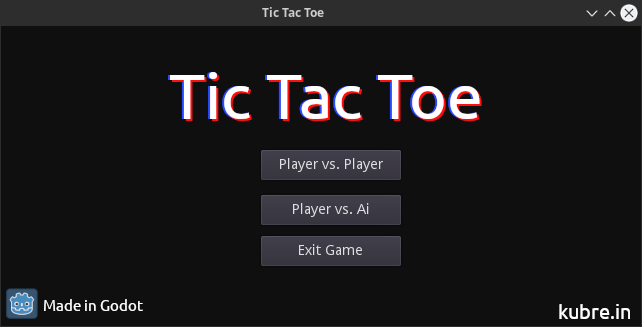 Tic Tac Toe
Tic Tac Toe
Player vs. Player
Player vs. Ai
Exit Game
Made in Godot
kubre.in